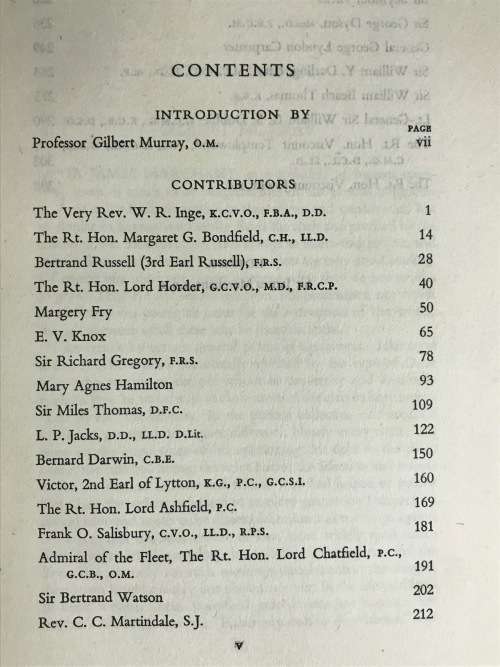 CONTENTS
INTRODUCTION BY
PAGE
Professor Gilbert Murray, O.M. vii
CONTRIBUTORS
The Very Rev. W. R. Inge, K.C.V.O., F.B.A., D.D. 1
The Rt. Hon. Margaret G. Bondfield, C.H., LL.D. 14
Bertrand Russell (3rd Earl Russell), F.R.S. 28
The Rt. Hon. Lord Horder, G.C.V.O., M.D., F.R.C.P. 40
Margery Fry 50
E. V. Knox 65
Sir Richard Gregory, F.R.S. 78
Mary Agnes Hamilton 93
Sir Miles Thomas, D.F.C. 109
L. P. Jacks, D.D., LL.D. D.Lit. 122
Bernard Darwin, C.B.E. 150
Victor, 2nd Earl of Lytton, K.G., P.C., G.C.S.I. 160
The Rt. Hon. Lord Ashfield, P.C. 169
Frank O. Salisbury, C.V.O., LL.D., R.P.S. 181
Admiral of the Fleet, The Rt. Hon. Lord Chatfield, P.C.,
G.C.B., O.M. 191
Sir Bertrand Watson 202
Rev. C. C. Martindale, S.J. 212
v